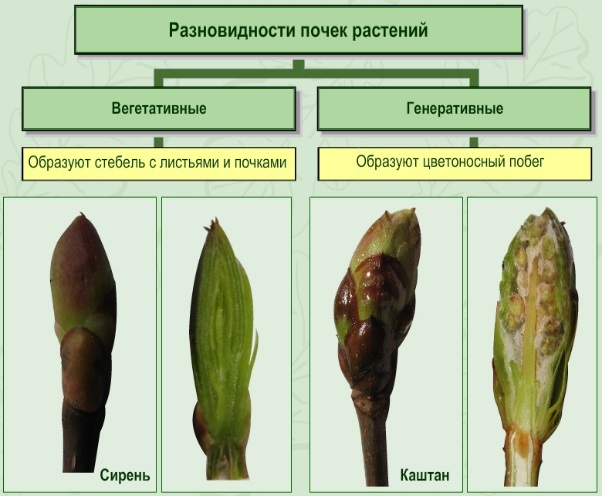 Разновидности почек растений
Вегетативные
Генеративные
Образуют стебель с листьями и почками
Образуют цветоносный побег
Сирень
Каштан